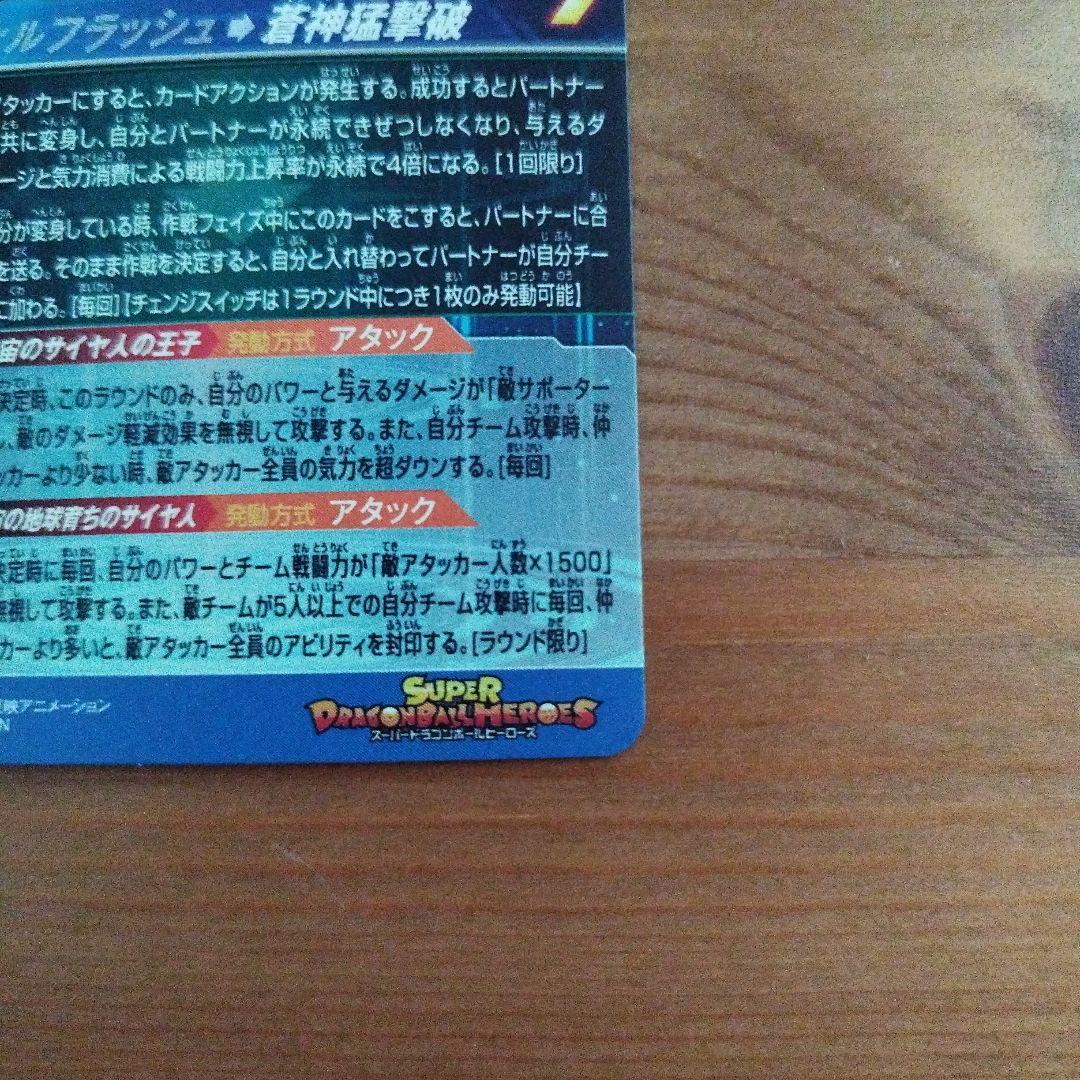 ルフラッシュ➡蒼神猛撃破
タッカーにすると、カードアクションが発生する。成功するとパートナー
共に変身し、自分とパートナーが永続できぜつしなくなり、与えるダ
ージと気力消費による戦闘力上昇率が永続で4倍になる。[1回限り]
分が変身している時、作戦フェイズ中にこのカードをこすると、パートナーに合
を送る。そのまま作戦を決定すると、自分と入れ替わってパートナーが自分チー
に加わる。[毎回]【チェンジスイッチは1ラウンド中につき1枚のみ発動可能】
宙のサイヤ人の王子 発動方式 アタック
決定時、このラウンドのみ、自分のパワーと与えるダメージが「敵サポーター
し、敵のダメージ軽減効果を無視して攻撃する。また、自分チーム攻撃時、仲
ッカーより少ない時、敵アタッカー全員の気力を超ダウンする。[毎回]
の地球育ちのサイヤ人 発動方式 アタック
決定時に毎回、自分のパワーとチーム戦闘力が「敵アタッカー人数×1500」
無視して攻撃する。また、敵チームが5人以上での自分チーム攻撃時に毎回、仲
カーより多いと、敵アタッカー全員のアビリティを封印する。[ラウンド限り]
映アニメーション
N
SUPER
DRAGONBALL HEROES
スーパードラゴンボールヒーローズ